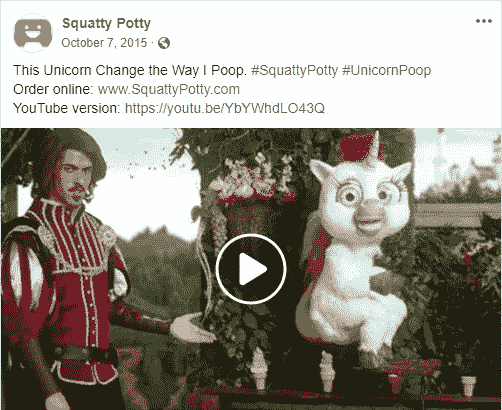 Squatty Potty
October 7, 2015 ·
This Unicorn Change the Way I Poop. #SquattyPotty #UnicornPoop
Order online: www.SquattyPotty.com
YouTube version: https://youtu.be/YbYWhdLO43Q